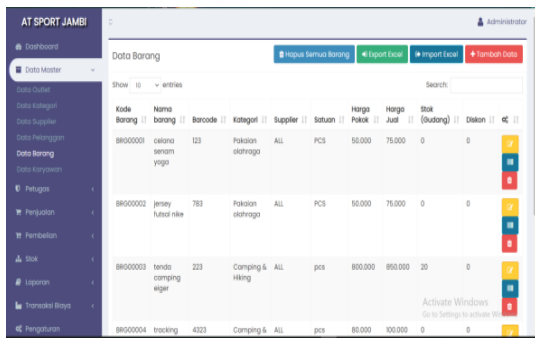 AT SPORT JAMBI
Administrator
Dashboard
Data Master
Data Outlet
Data Kategori
Data Supplier
Data Pelanggan
Data Barang
Data Karyawan
Petugas
Penjualan
Pembelian
Stok
Laporan
Transaksi Biaya
Pengaturan
Data Barang
Hapus Semua Barang
Export Excel
Import Excel
+ Tambah Data
Show 10 entries
Search:
Kode Barang Nama barang Barcode Kategori Supplier Satuan Harga Pokok Harga Jual Stok (Gudang) Diskon
BRG00001 celana senam yoga 123 Pakaian olahraga ALL PCS 50.000 75.000 0 0
BRG00002 jersey futsal nike 783 Pakaian olahraga ALL PCS 50.000 75.000 0 0
BRG00003 tenda camping eiger 223 Camping & Hiking ALL pcs 800.000 850.000 20 0
BRG00004 tracking 4323 Camping & ALL pcs 80.000 100.000 0 0
Activate Windows
Go to Settings to activate